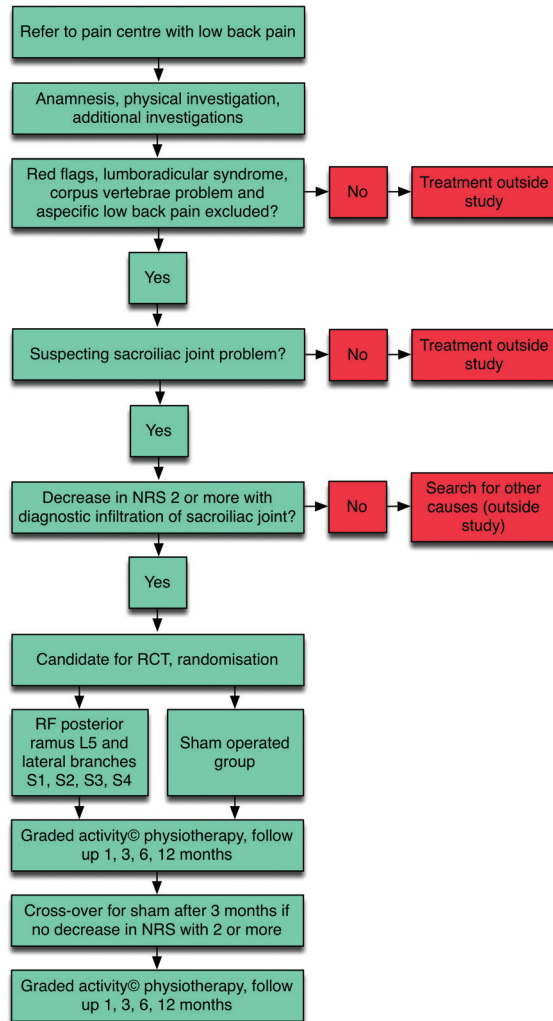 Refer to pain centre with low back pain
Anamnesis, physical investigation,
additional investigations
Red flags, lumboradicular syndrome,
corpus vertebrae problem and
aspecific low back pain excluded?
No
Treatment outside
study
Yes
Suspecting sacroiliac joint problem?
No
Treatment outside
study
Yes
Decrease in NRS 2 or more with
diagnostic infiltration of sacroiliac joint?
No
Search for other
causes (outside
study)
Yes
Candidate for RCT, randomisation
RF posterior
ramus L5 and
lateral branches
S1, S2, S3, S4
Sham operated
group
Graded activity© physiotherapy, follow
up 1, 3, 6, 12 months
Cross-over for sham after 3 months if
no decrease in NRS with 2 or more
Graded activity© physiotherapy, follow
up 1, 3, 6, 12 months